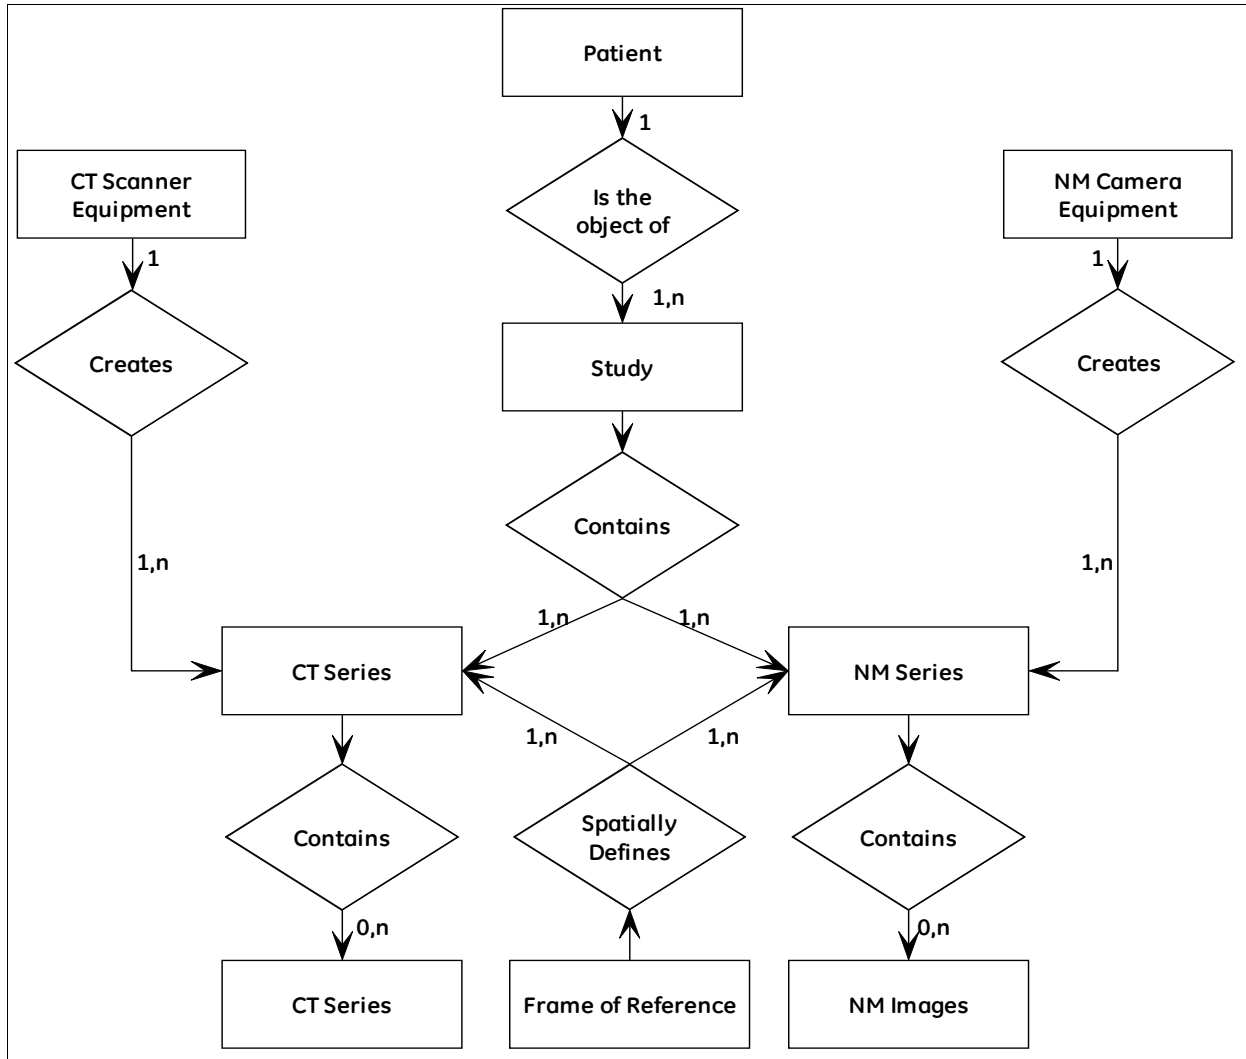 Patient
1
CT Scanner
Equipment
NM Camera
Equipment
Is the
object of
1
1
1,n
Creates
Study
Creates
Contains
1,n
1,n
1,n
1,n
CT Series
NM Series
1,n
1,n
Contains
Spatially
Defines
Contains
0,n
0,n
CT Series
Frame of Reference
NM Images